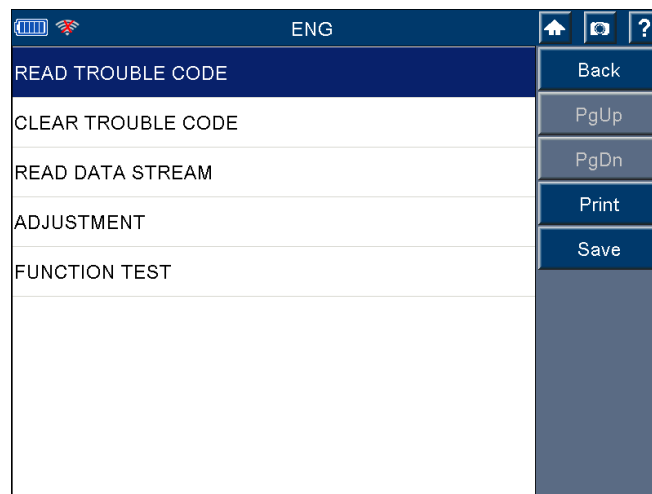 ENG
?
READ TROUBLE CODE
CLEAR TROUBLE CODE
READ DATA STREAM
ADJUSTMENT
FUNCTION TEST
Back
PgUp
PgDn
Print
Save